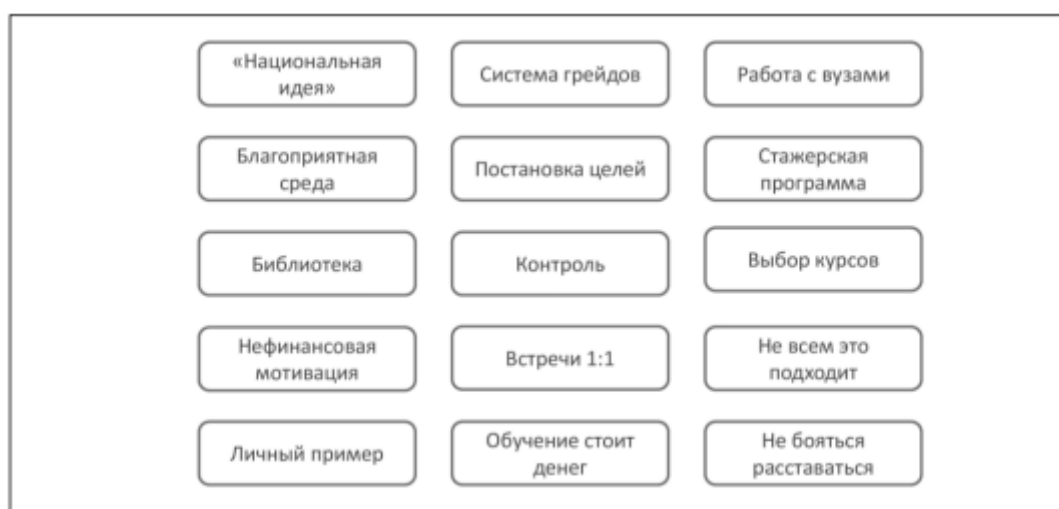 «Национальная
идея»
Система грейдов
Работа с вузами
Благоприятная
среда
Постановка целей
Стажерская
программа
Библиотека
Контроль
Выбор курсов
Нефинансовая
мотивация
Встречи 1:1
Не всем это
подходит
Личный пример
Обучение стоит
денег
Не бояться
расставаться